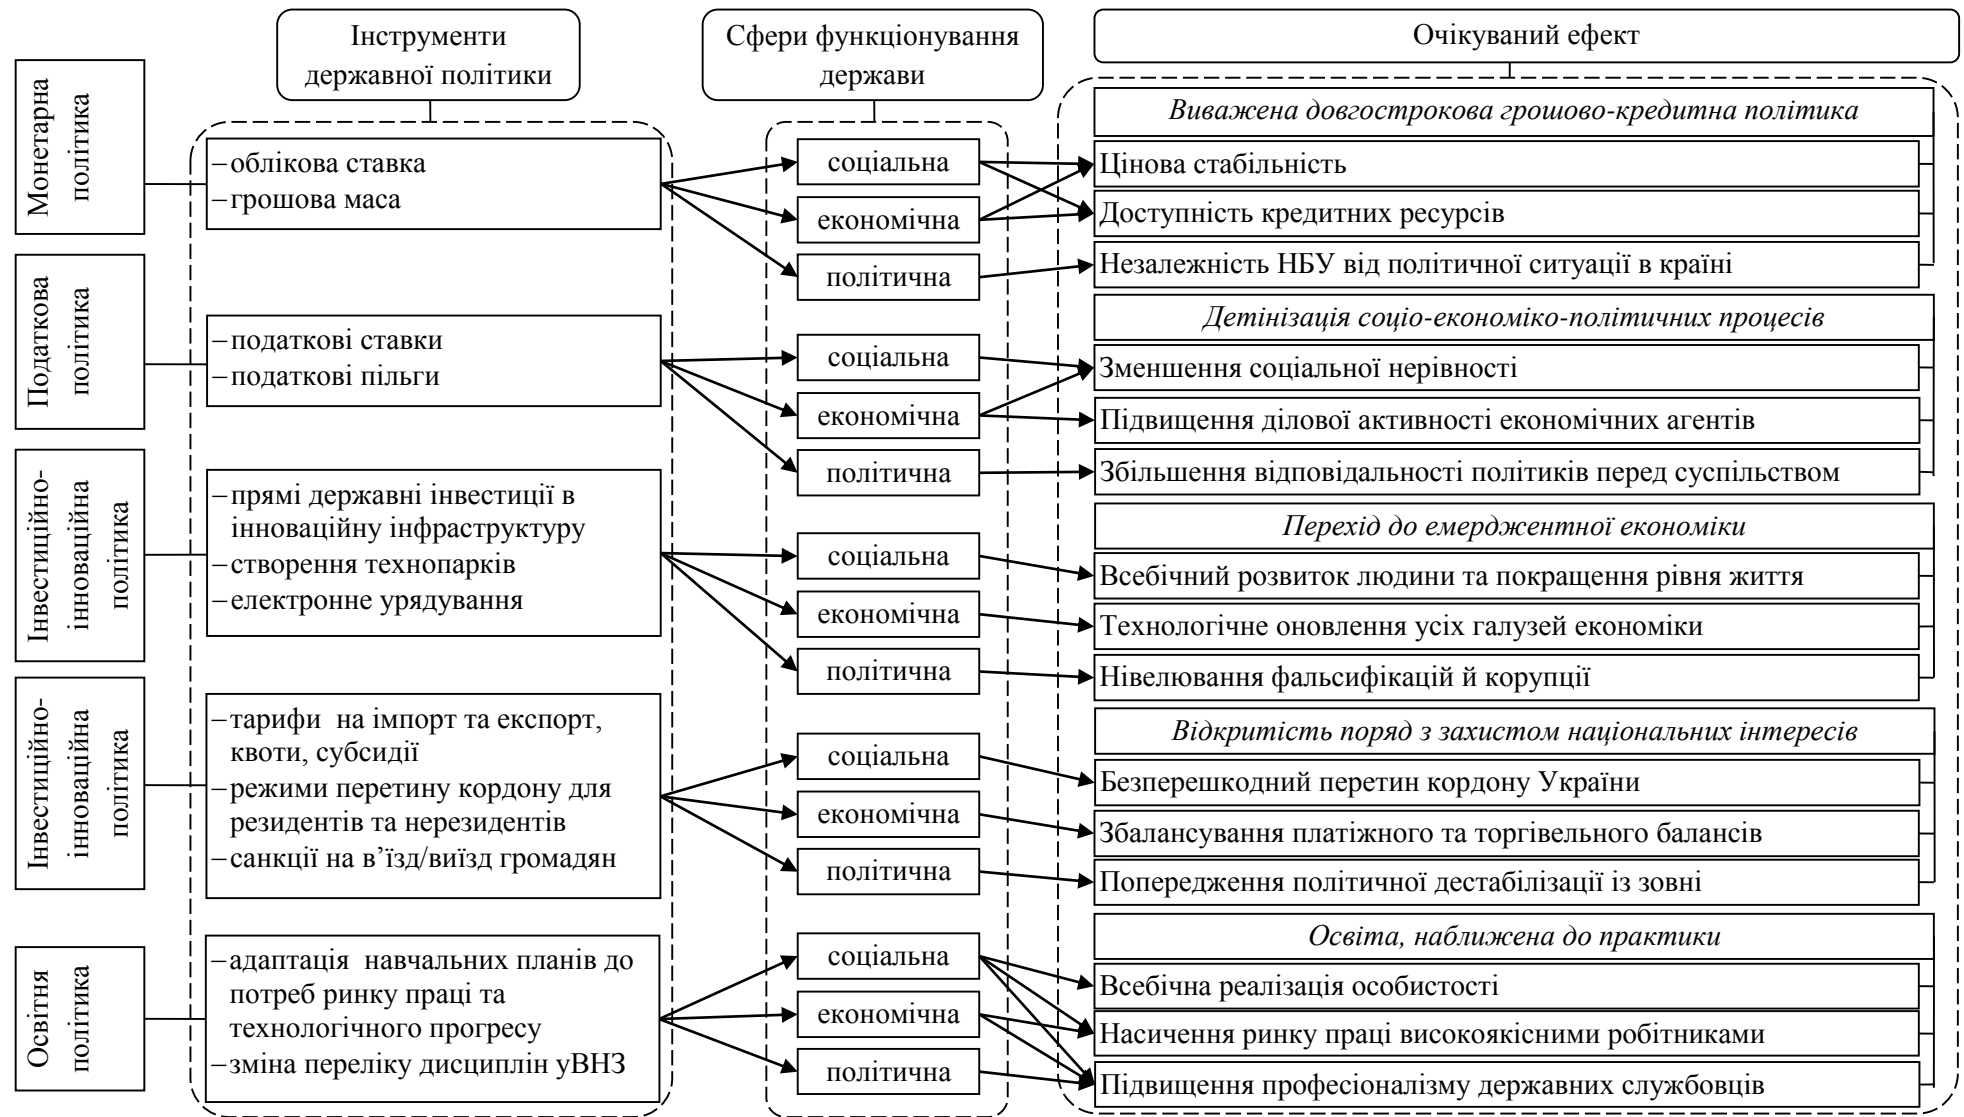 Інструменти
державної політики
Сфери функціонування
держави
Очікуваний ефект
Монетарна
політика
–облікова ставка
–грошова маса
соціальна
економічна
політична
Виважена довгострокова грошово-кредитна політика
Цінова стабільність
Доступність кредитних ресурсів
Незалежність НБУ від політичної ситуації в країні
Податкова
політика
–податкові ставки
–податкові пільги
соціальна
економічна
політична
Детінізація соціо-економіко-політичних процесів
Зменшення соціальної нерівності
Підвищення ділової активності економічних агентів
Збільшення відповідальності політиків перед суспільством
Інвестиційно-
інноваційна
політика
–прямі державні інвестиції в
інноваційну інфраструктуру
–створення технопарків
–електронне урядування
соціальна
економічна
політична
Перехід до емерджентної економіки
Всебічний розвиток людини та покращення рівня життя
Технологічне оновлення усіх галузей економіки
Нівелювання фальсифікацій й корупції
Інвестиційно-
інноваційна
політика
–тарифи на імпорт та експорт,
квоти, субсидії
–режими перетину кордону для
резидентів та нерезидентів
–санкції на в’їзд/виїзд громадян
соціальна
економічна
політична
Відкритість поряд з захистом національних інтересів
Безперешкодний перетин кордону України
Збалансування платіжного та торгівельного балансів
Попередження політичної дестабілізації із зовні
Освітня
політика
–адаптація навчальних планів до
потреб ринку праці та
технологічного прогресу
–зміна переліку дисциплін уВНЗ
соціальна
економічна
політична
Освіта, наближена до практики
Всебічна реалізація особистості
Насичення ринку праці високоякісними робітниками
Підвищення професіоналізму державних службовців